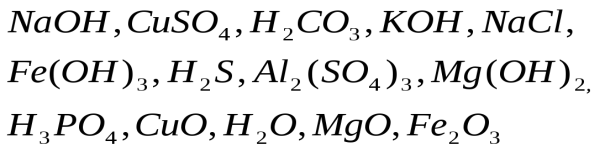 NaOH, CuSO₄, H₂CO₃, KOH, NaCl,
Fe(OH)₃, H₂S, Al₂(SO₄)₃, Mg(OH)₂,
H₃PO₄, CuO, H₂O, MgO, Fe₂O₃